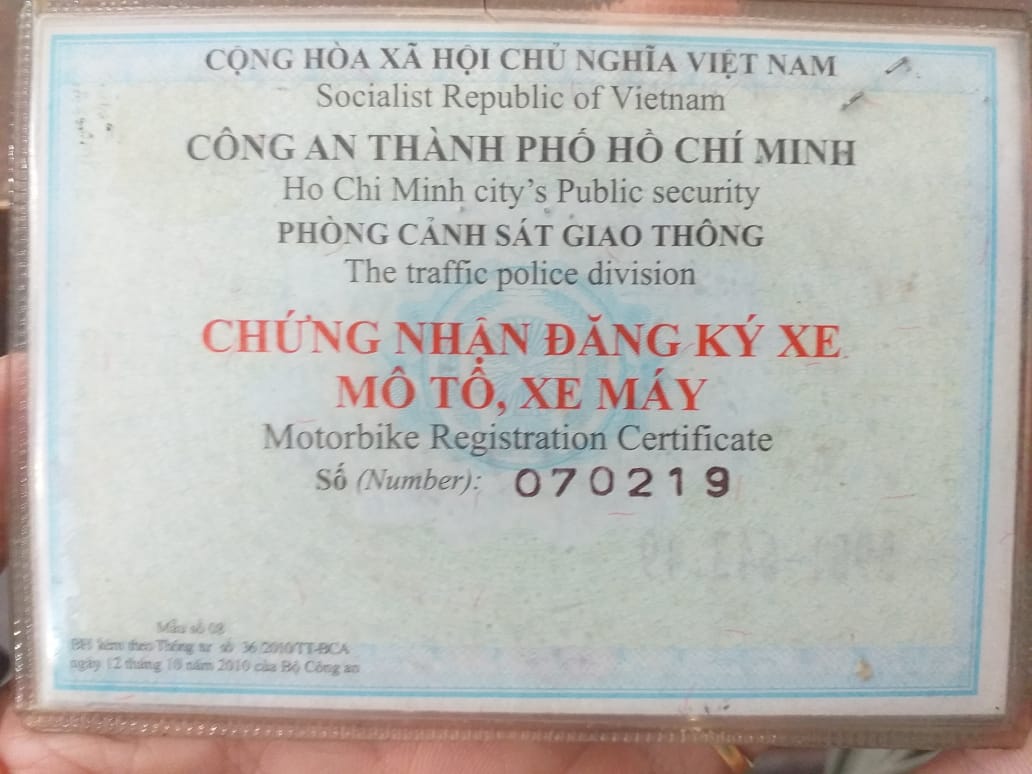 CỘNG HÒA XÃ HỘI CHỦ NGHĨA VIỆT NAM
Socialist Republic of Vietnam
CÔNG AN THÀNH PHỐ HỒ CHÍ MINH
Ho Chi Minh city's Public security
PHÒNG CẢNH SÁT GIAO THÔNG
The traffic police division
CHỨNG NHẬN ĐĂNG KÝ XE
MÔ TÔ, XE MÁY
Motorbike Registration Certificate
Số (Number): 070219
Mẫu số 08
BH kèm theo Thông tư số 36/2010/TT-BCA
ngày 12 tháng 10 năm 2010 của Bộ Công an